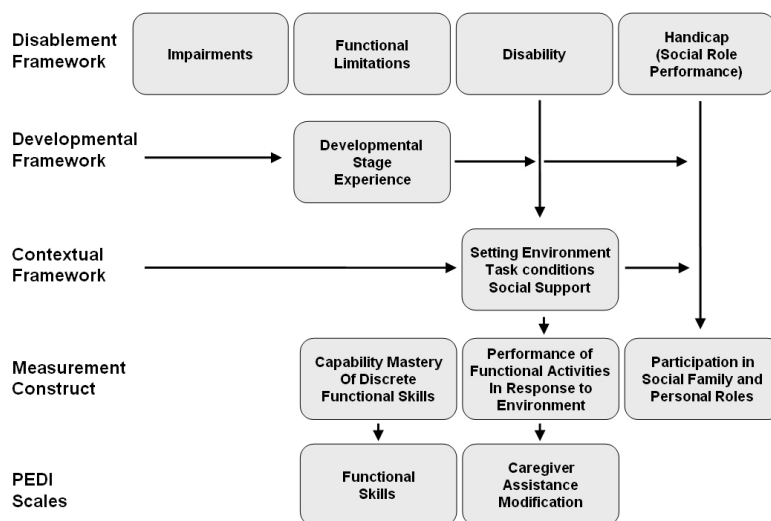 Disablement
Framework
Impairments
Functional
Limitations
Disability
Handicap
(Social Role
Performance)
Developmental
Framework
Developmental
Stage
Experience
Contextual
Framework
Setting Environment
Task conditions
Social Support
Measurement
Construct
Capability Mastery
Of Discrete
Functional Skills
Performance of
Functional Activities
In Response to
Environment
Participation in
Social Family and
Personal Roles
PEDI
Scales
Functional
Skills
Caregiver
Assistance
Modification